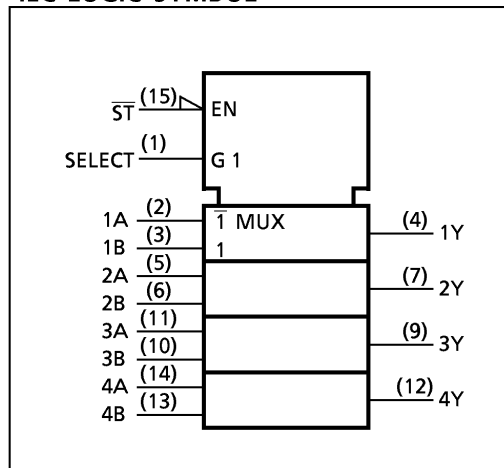 IEC LOGIC SYMBOL
S̅T̅ (15) EN
SELECT (1) G 1
1A (2) 1̅ MUX (4) 1Y
1B (3) 1
2A (5) (7) 2Y
2B (6)
3A (11) (9) 3Y
3B (10)
4A (14) (12) 4Y
4B (13)